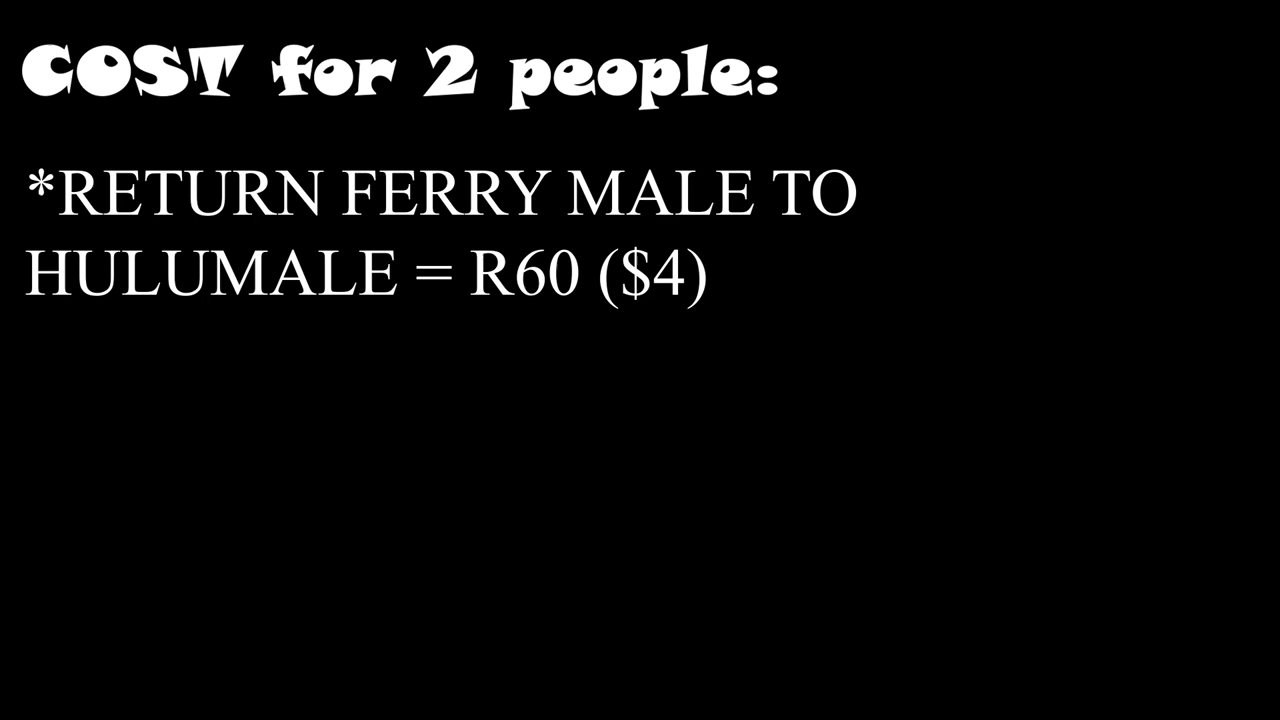 COST for 2 people:
*RETURN FERRY MALE TO
HULUMALE = R60 ($4)